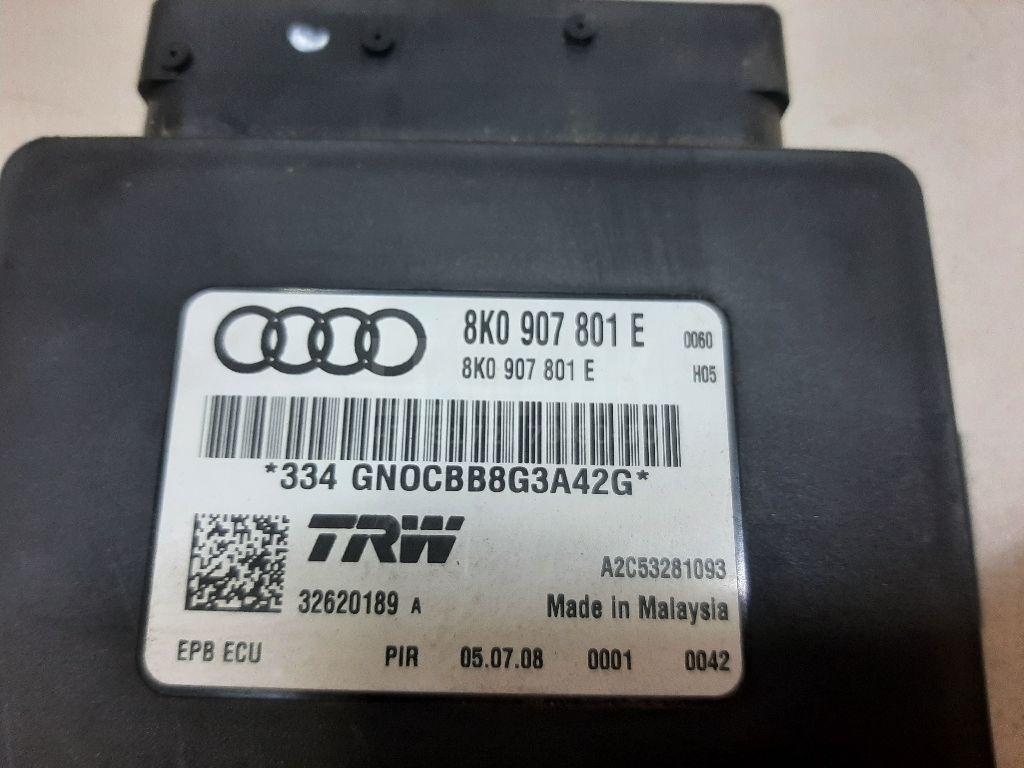 8K0 907 801 E 0060
8K0 907 801 E H05
*334 GN0CBB8G3A42G*
TRW
A2C53281093
32620189 A Made in Malaysia
EPB ECU PIR 05.07.08 0001 0042